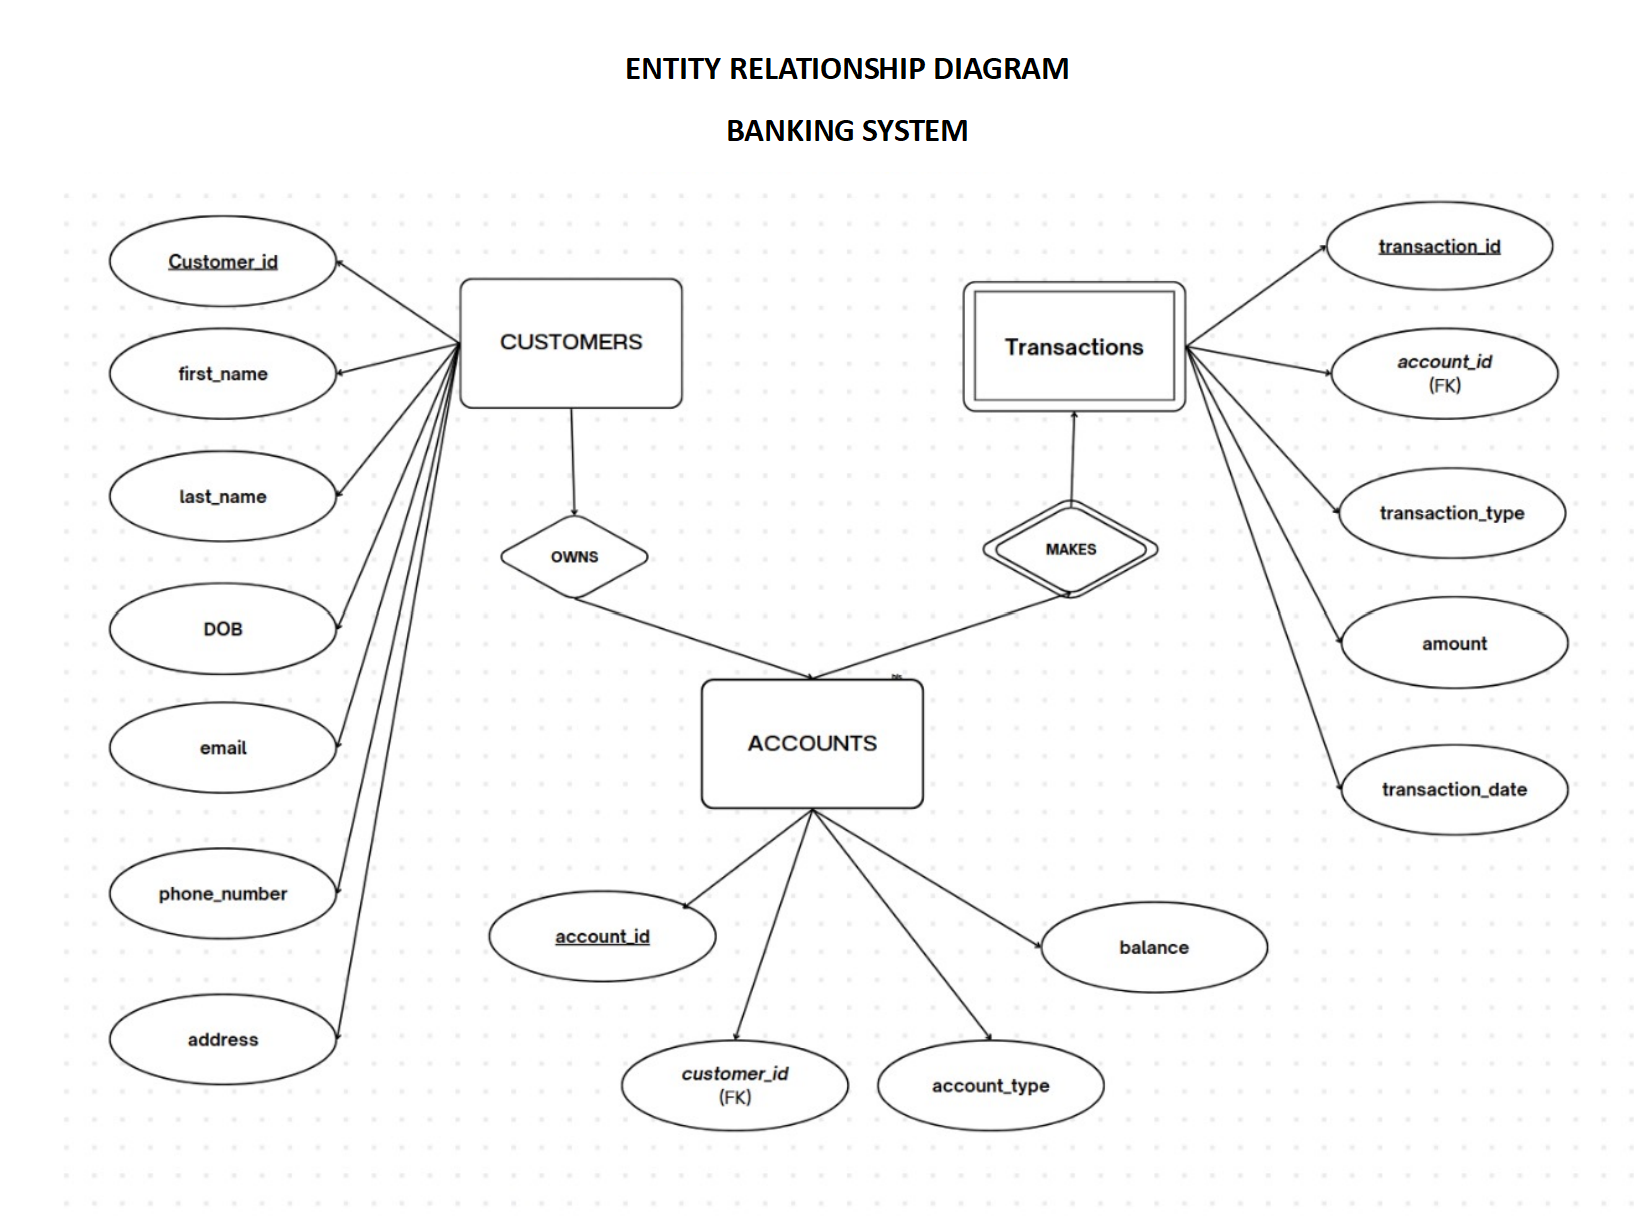 ENTITY RELATIONSHIP DIAGRAM
BANKING SYSTEM
Customer_id
first_name
last_name
DOB
email
phone_number
address
CUSTOMERS
OWNS
Transactions
MAKES
transaction_id
account_id
(FK)
transaction_type
amount
transaction_date
ACCOUNTS
account_id
customer_id
(FK)
account_type
balance